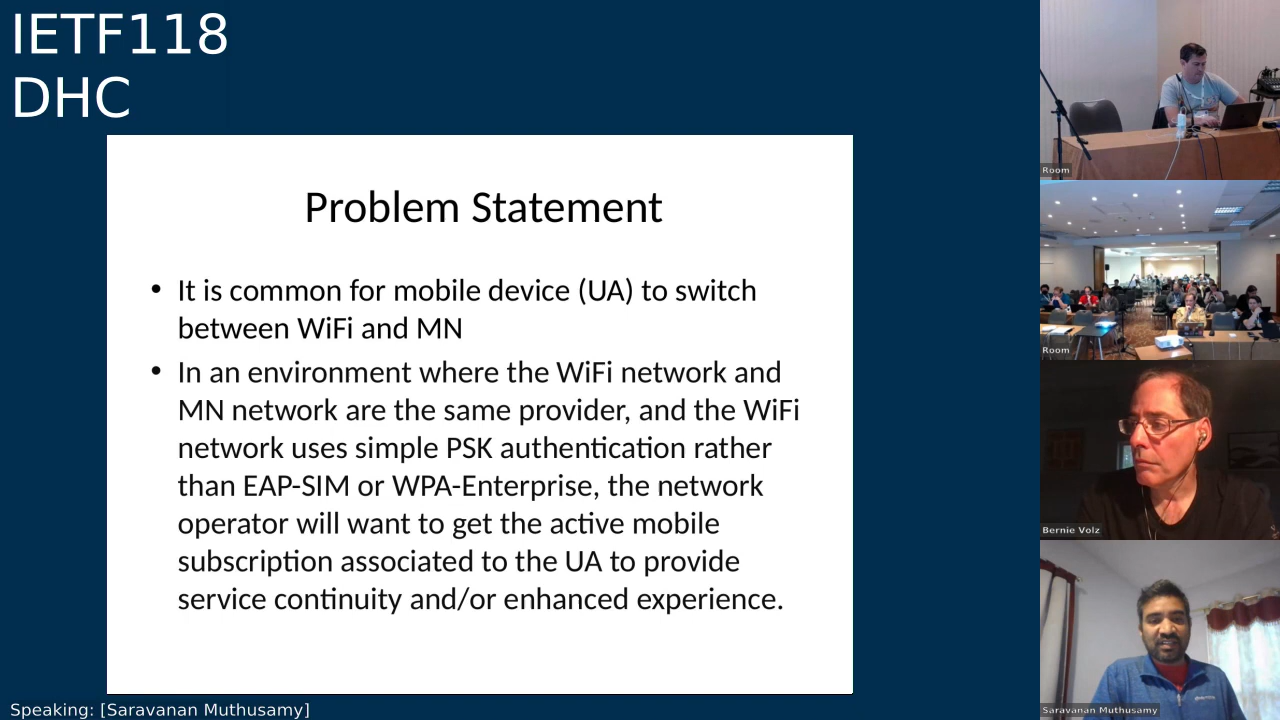 IETF118
DHC
Problem Statement
• It is common for mobile device (UA) to switch
between WiFi and MN
• In an environment where the WiFi network and
MN network are the same provider, and the WiFi
network uses simple PSK authentication rather
than EAP-SIM or WPA-Enterprise, the network
operator will want to get the active mobile
subscription associated to the UA to provide
service continuity and/or enhanced experience.
Speaking: [Saravanan Muthusamy]
Room
Room
Bernie Volz
Saravanan Muthusamy